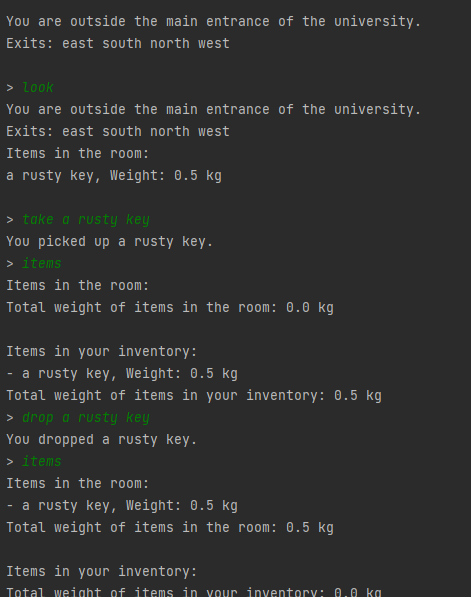 You are outside the main entrance of the university.
Exits: east south north west
> look
You are outside the main entrance of the university.
Exits: east south north west
Items in the room:
a rusty key, Weight: 0.5 kg
> take a rusty key
You picked up a rusty key.
> items
Items in the room:
Total weight of items in the room: 0.0 kg
Items in your inventory:
- a rusty key, Weight: 0.5 kg
Total weight of items in your inventory: 0.5 kg
> drop a rusty key
You dropped a rusty key.
> items
Items in the room:
- a rusty key, Weight: 0.5 kg
Total weight of items in the room: 0.5 kg
Items in your inventory:
Total weight of items in your inventory: 0.0 kg